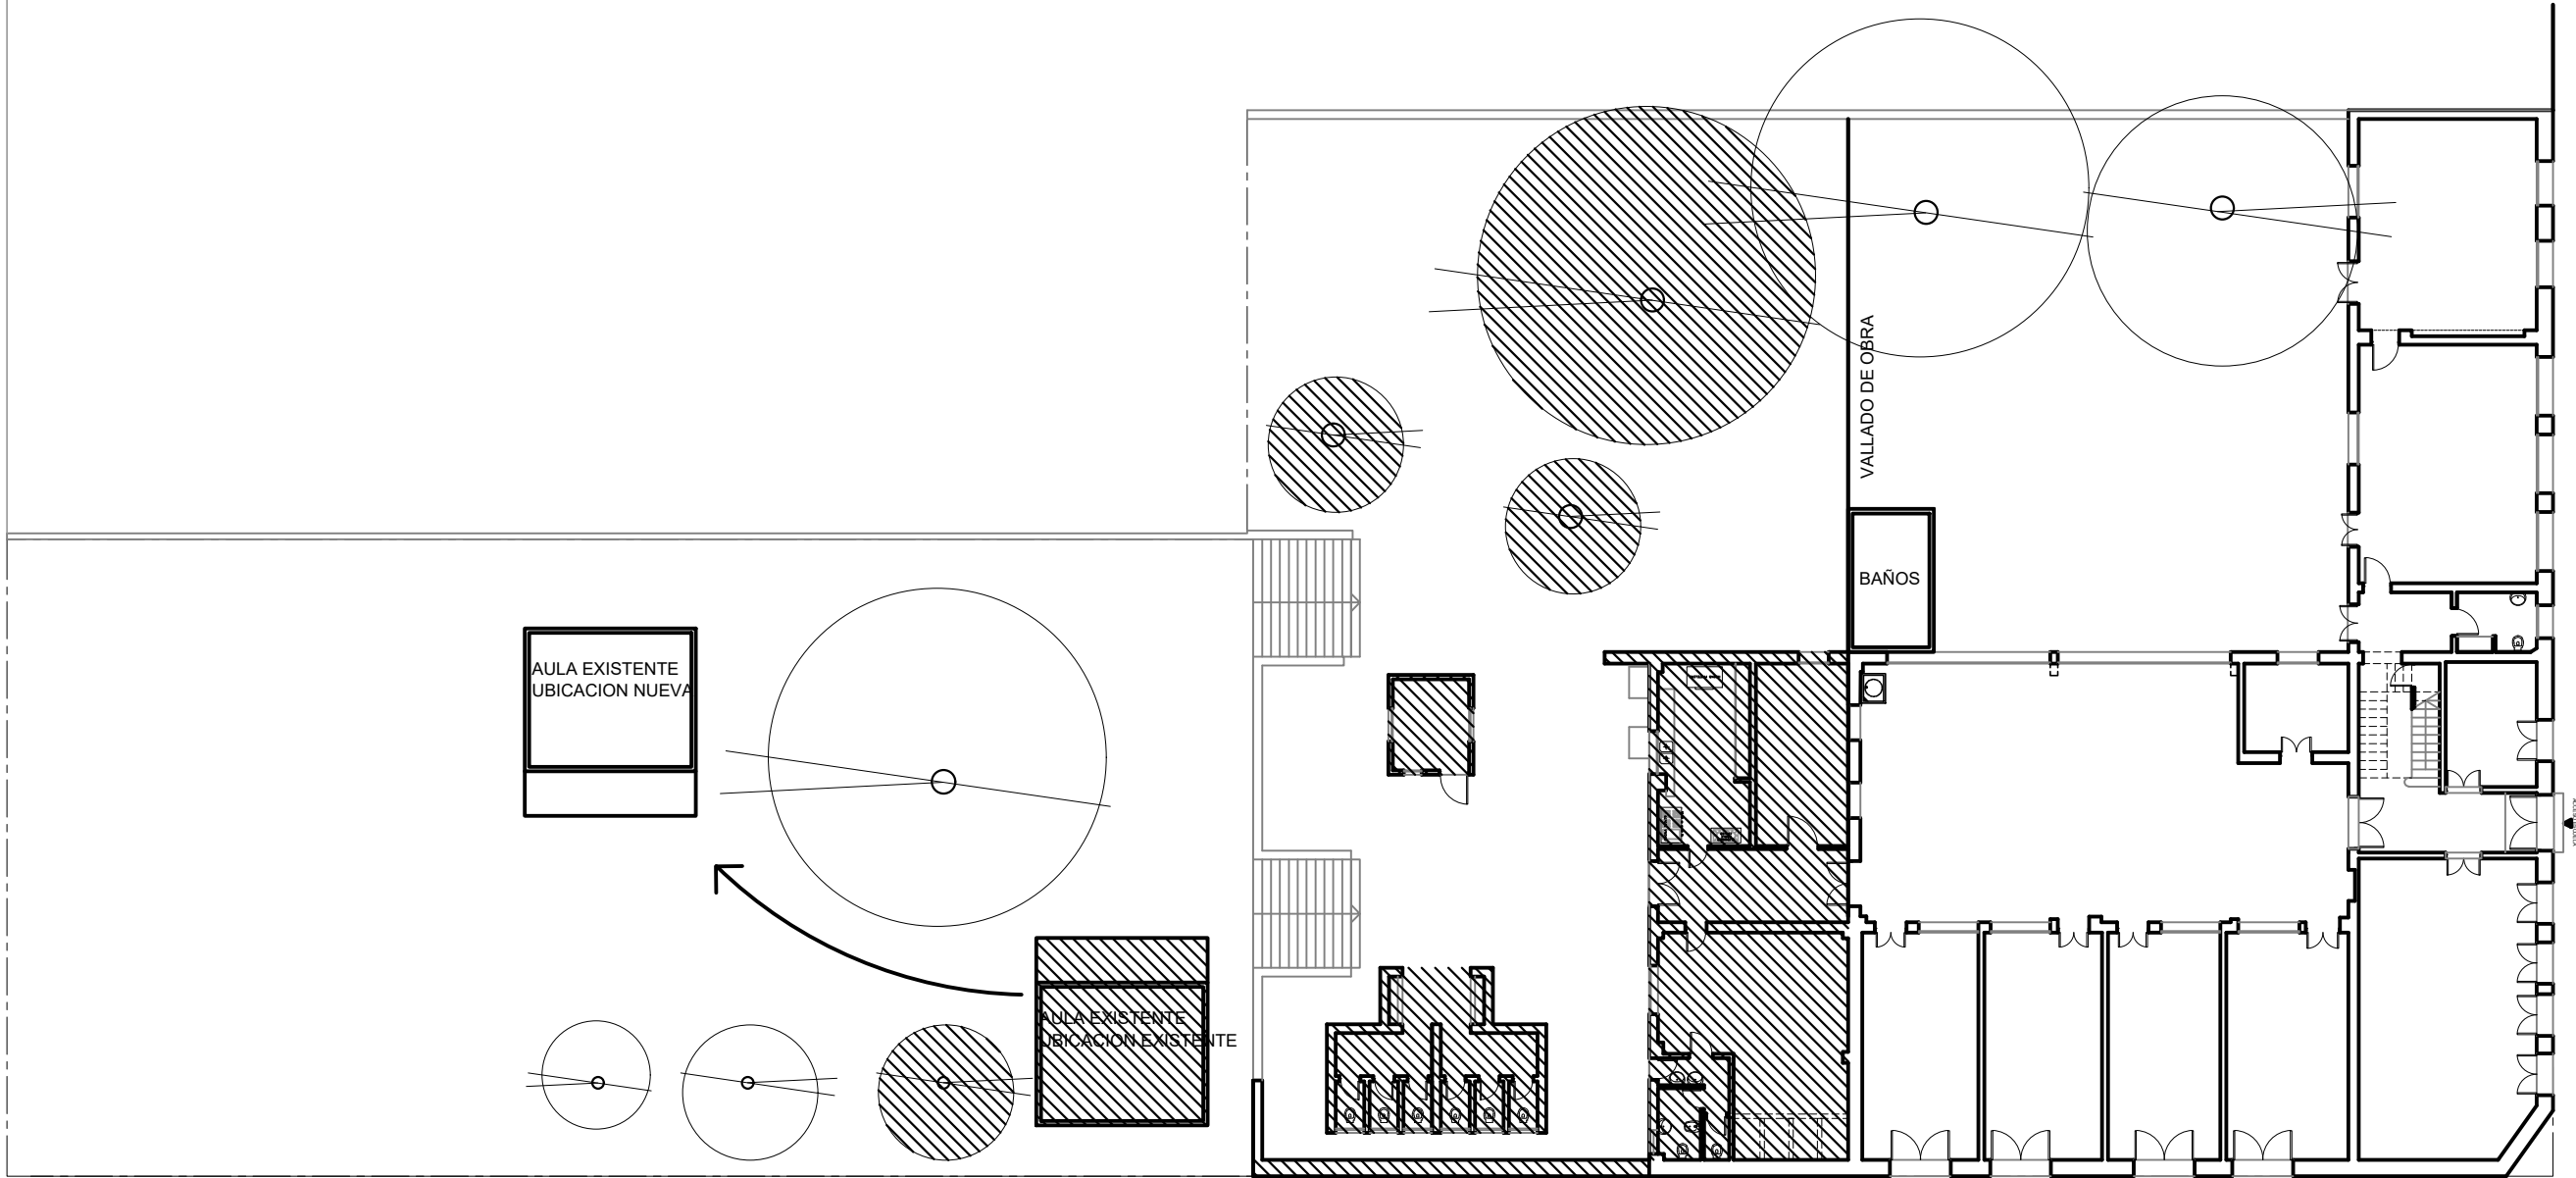 VALLADO DE OBRA
BAÑOS
AULA EXISTENTE
UBICACION NUEVA
AULA EXISTENTE
UBICACION EXISTENTE